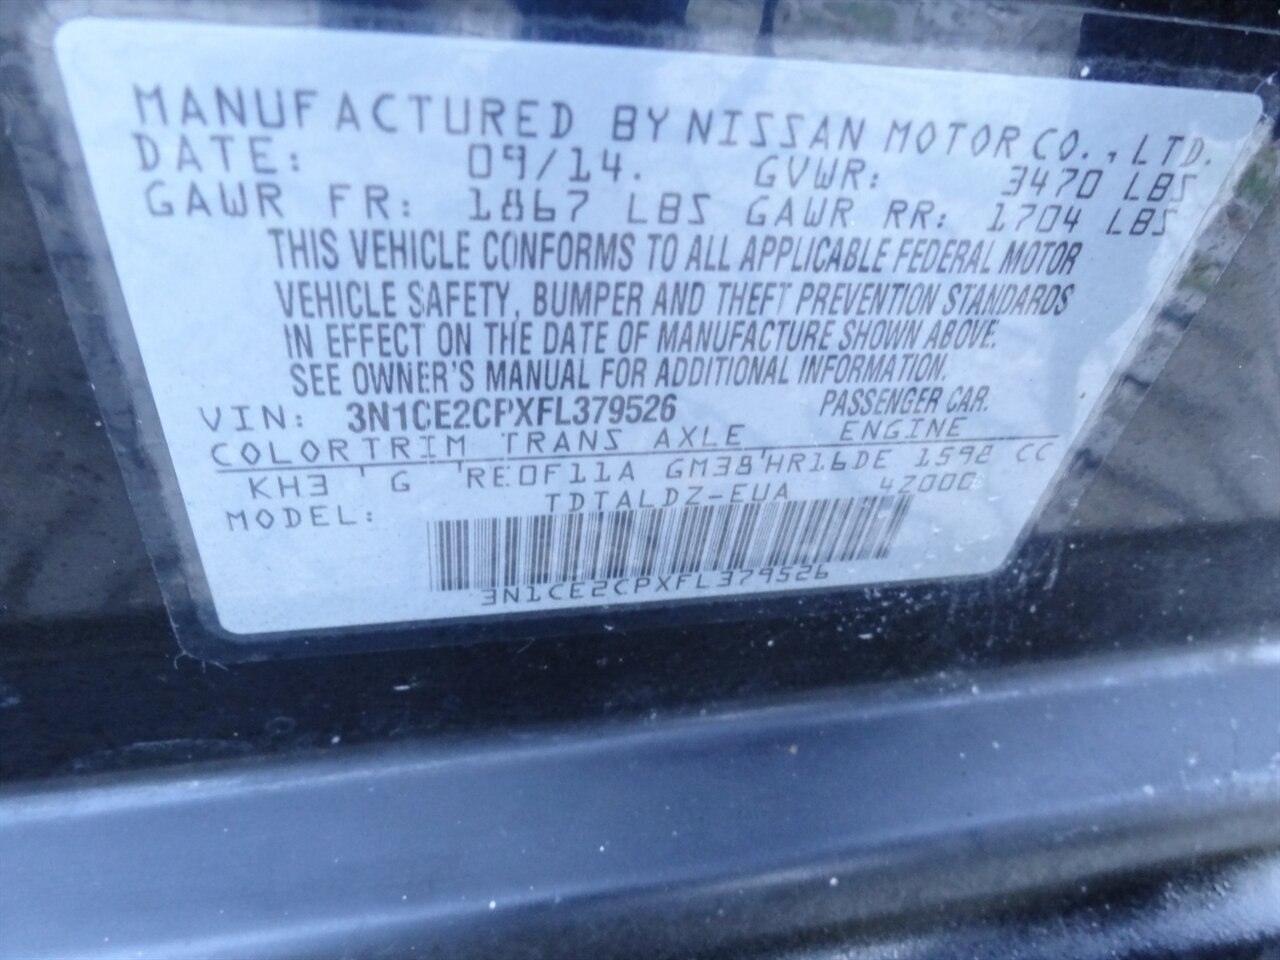 MANUFACTURED BY NISSAN MOTOR CO., LTD.
DATE: 09/14. GVWR: 3470 LBS
GAWR FR: 1867 LBS GAWR RR: 1704 LBS
THIS VEHICLE CONFORMS TO ALL APPLICABLE FEDERAL MOTOR
VEHICLE SAFETY, BUMPER AND THEFT PREVENTION STANDARDS
IN EFFECT ON THE DATE OF MANUFACTURE SHOWN ABOVE.
SEE OWNER'S MANUAL FOR ADDITIONAL INFORMATION.
VIN: 3N1CE2CPXFL379526 PASSENGER CAR.
COLOR TRIM TRANS AXLE ENGINE
KH3 G RE0F11A GM38 HR16DE 1598 CC
MODEL: TDTALDZ-EUA 4Z000
3N1CE2CPXFL379526